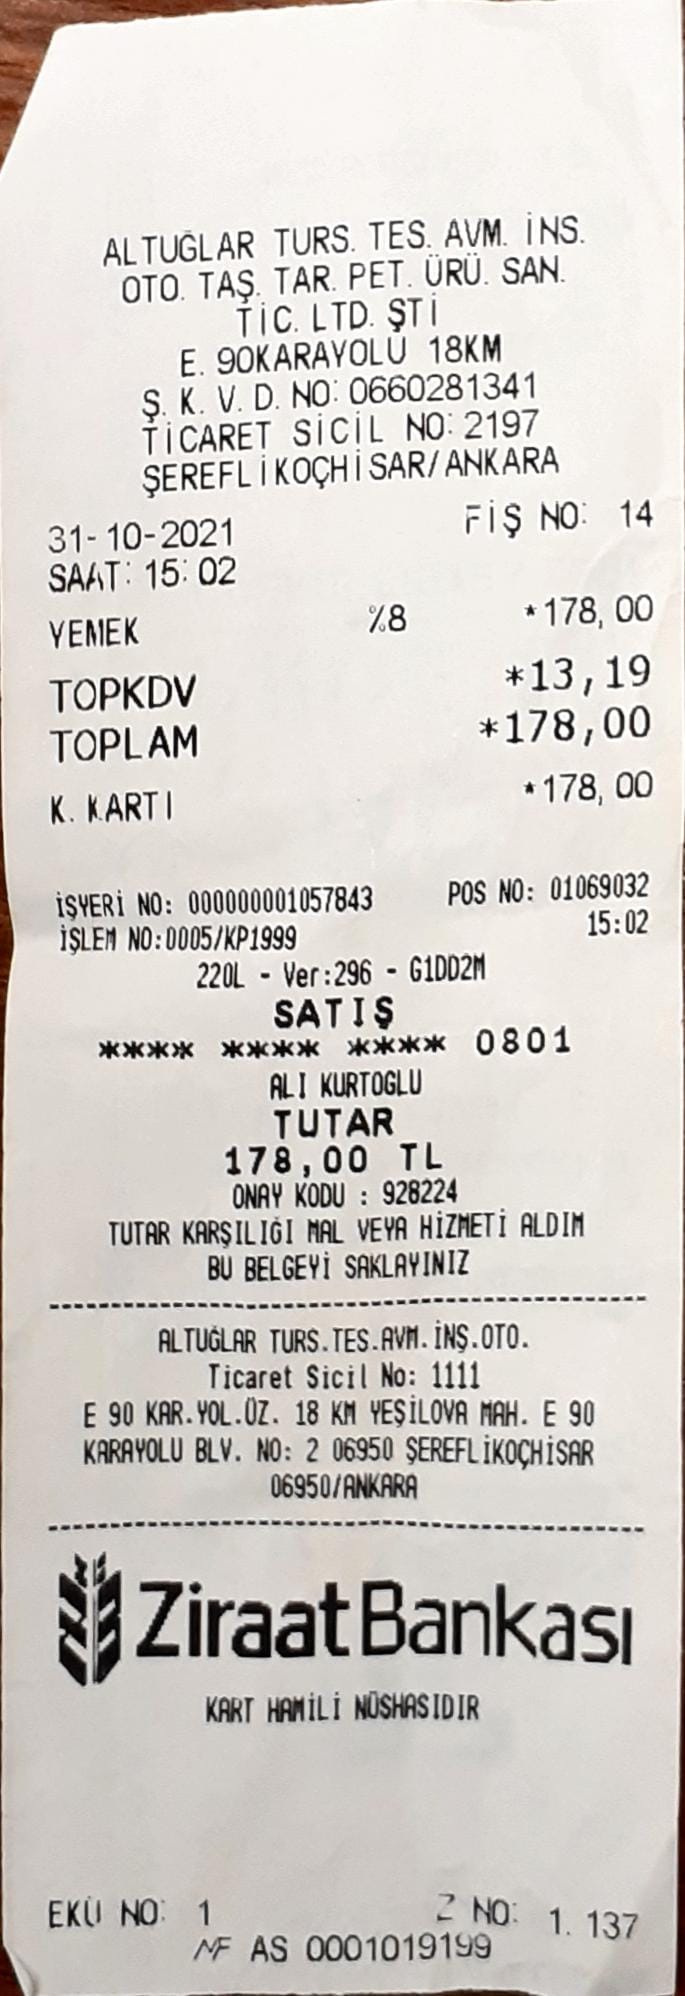 ALTUĞLAR TURS. TES. AVM. İNS.
OTO. TAŞ. TAR. PET. ÜRÜ. SAN.
TİC. LTD. ŞTİ
E. 90KARAYOLU 18KM
Ş. K. V. D. NO: 0660281341
TİCARET SİCİL NO: 2197
ŞEREFLİKOÇHİSAR/ANKARA
31-10-2021 FİŞ NO: 14
SAAT: 15:02
YEMEK %8 *178,00
TOPKDV *13,19
TOPLAM *178,00
K. KARTI *178,00
İŞYERİ NO: 000000001057843 POS NO: 01069032
İŞLEM NO:0005/KP1999 15:02
220L - Ver:296 - G1DD2M
SATIŞ
**** **** **** 0801
ALI KURTOGLU
TUTAR
178,00 TL
ONAY KODU : 928224
TUTAR KARŞILIĞI MAL VEYA HİZMETİ ALDIM
BU BELGEYİ SAKLAYINIZ
ALTUĞLAR TURS.TES.AVM.İNŞ.OTO.
Ticaret Sicil No: 1111
E 90 KAR.YOL.ÜZ. 18 KM YEŞİLOVA MAH. E 90
KARAYOLU BLV. NO: 2 06950 ŞEREFLİKOÇHİSAR
06950/ANKARA
Ziraat Bankası
KART HAMİLİ NÜSHASIDIR
EKÜ NO: 1 Z NO: 1.137
MF AS 0001019199